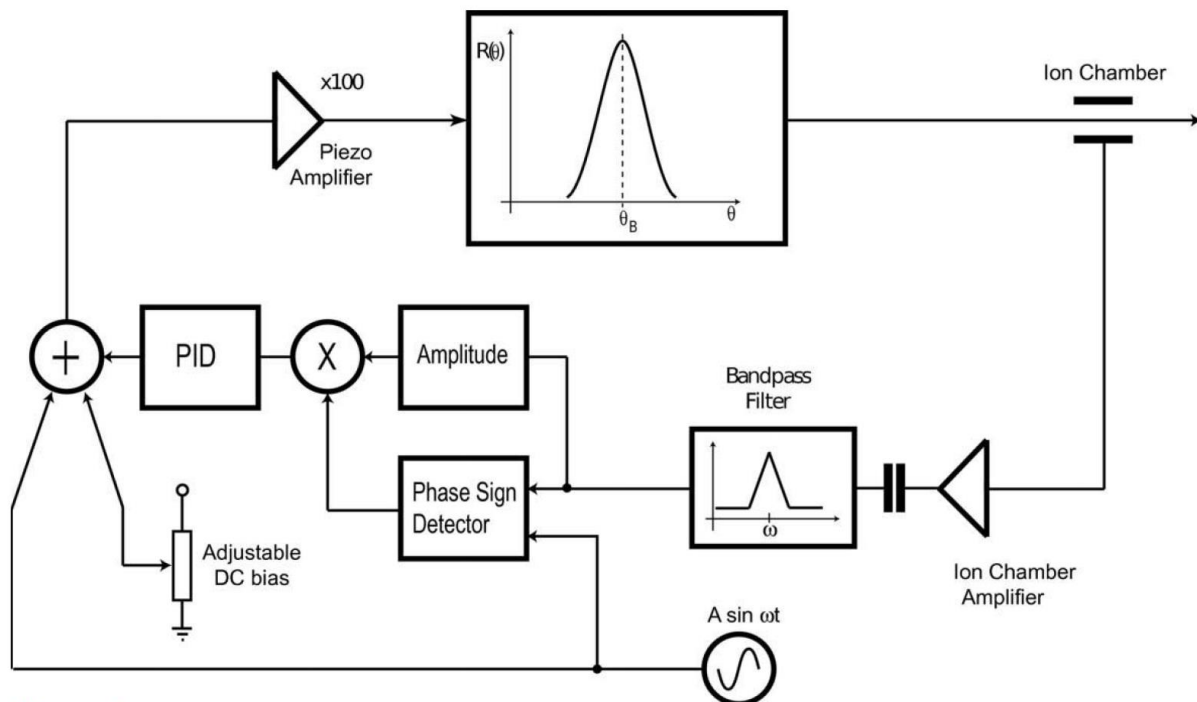 x100
Piezo
Amplifier
R(θ)
θ
θB
Ion Chamber
+
PID
X
Amplitude
Phase Sign
Detector
Bandpass
Filter
ω
Ion Chamber
Amplifier
Adjustable
DC bias
A sin ωt